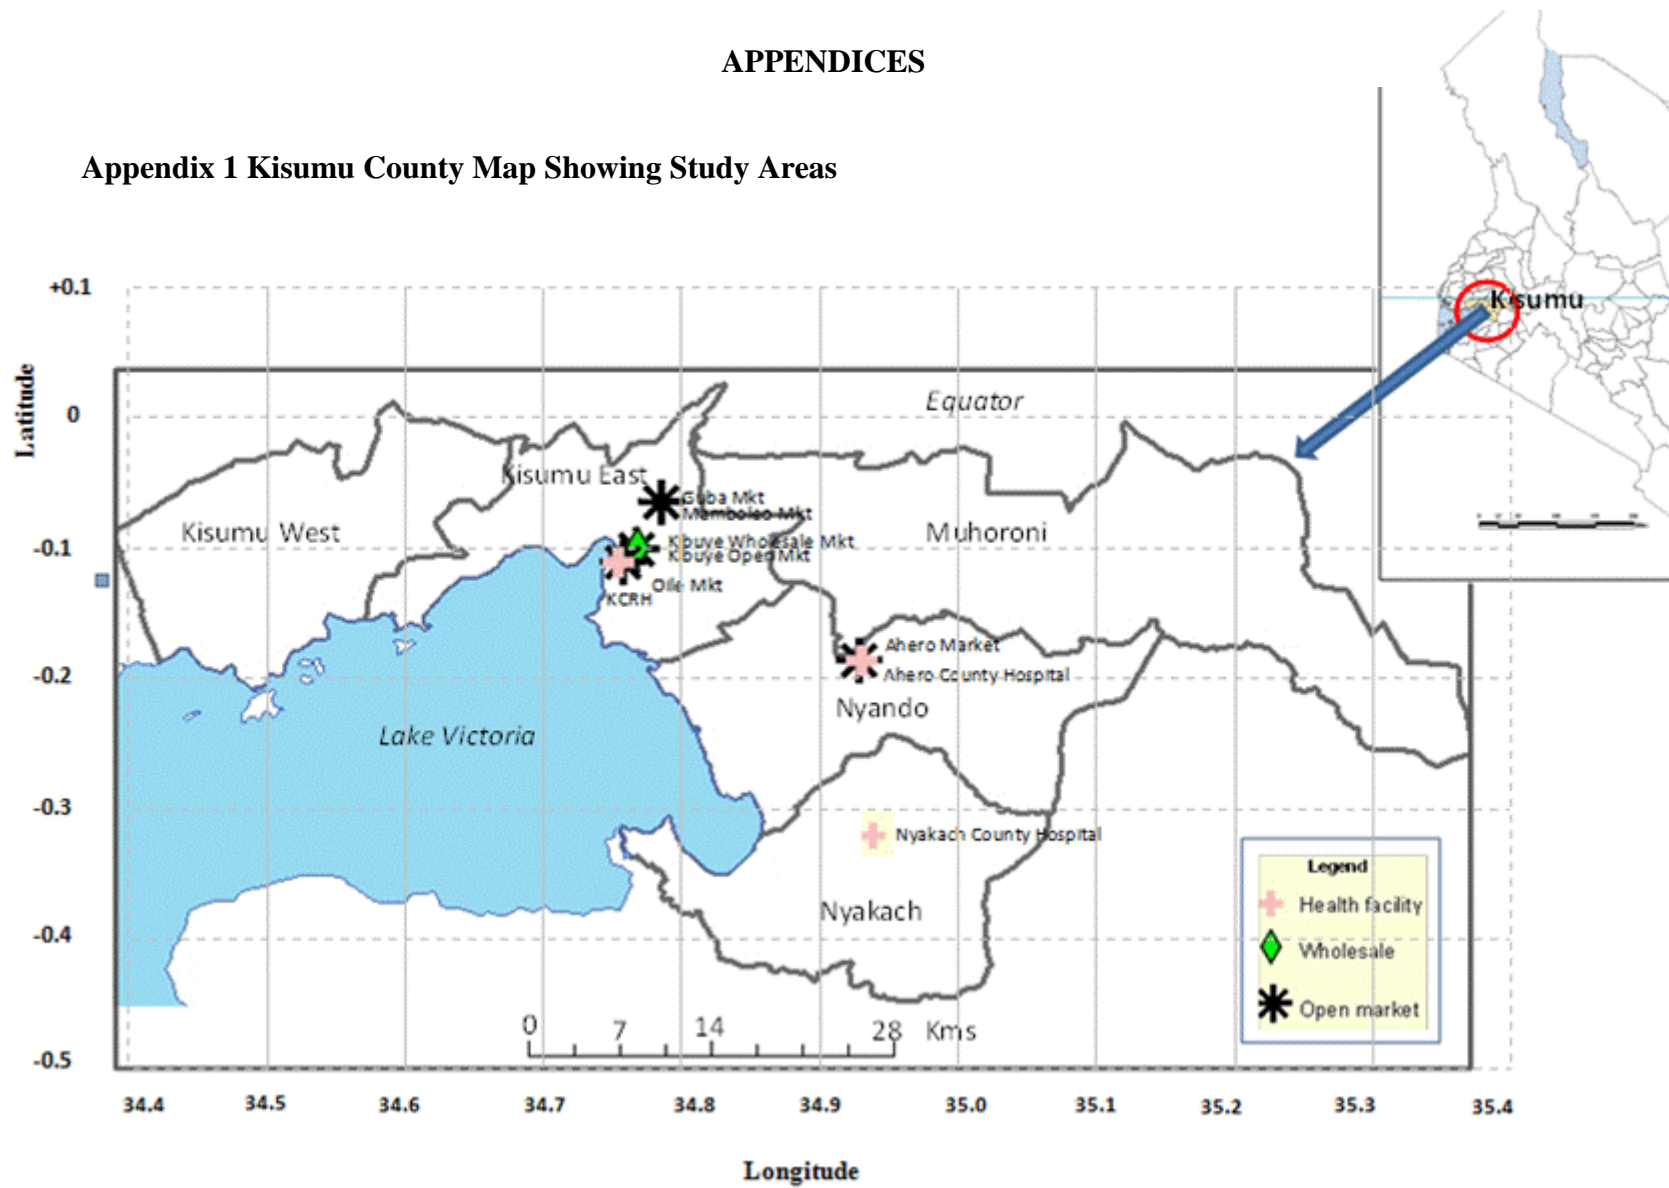 APPENDICES
Appendix 1 Kisumu County Map Showing Study Areas
Kisumu
+0.1
0
-0.1
-0.2
-0.3
-0.4
-0.5
Latitude
Equator
Kisumu East
Kisumu West
Muhoroni
Guba Mkt
Mamboleo Mkt
Kibuye Wholesale Mkt
Kibuye Open Mkt
Oile Mkt
KCRH
Ahero Market
Ahero County Hospital
Nyando
Lake Victoria
Nyakach County Hospital
Nyakach
Legend
Health facility
Wholesale
Open market
0 7 14 28 Kms
34.4 34.5 34.6 34.7 34.8 34.9 35.0 35.1 35.2 35.3 35.4
Longitude